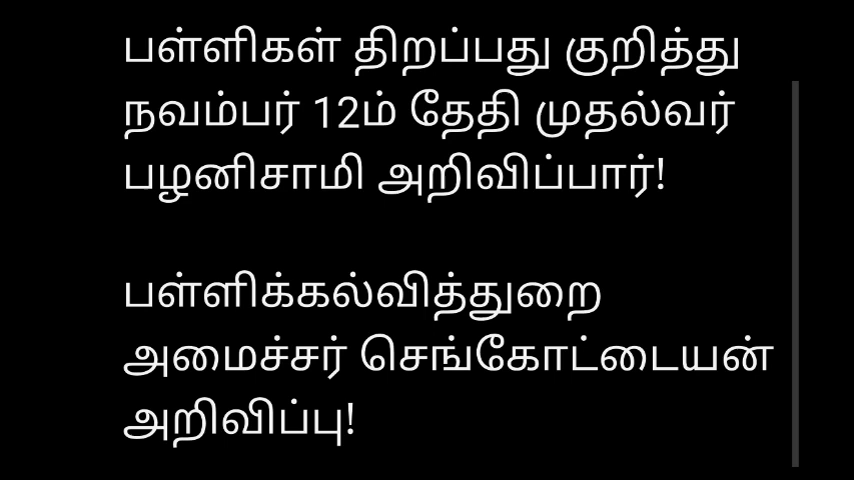 பள்ளிகள் திறப்பது குறித்து
நவம்பர் 12ம் தேதி முதல்வர்
பழனிசாமி அறிவிப்பார்!
பள்ளிக்கல்வித்துறை
அமைச்சர் செங்கோட்டையன்
அறிவிப்பு!